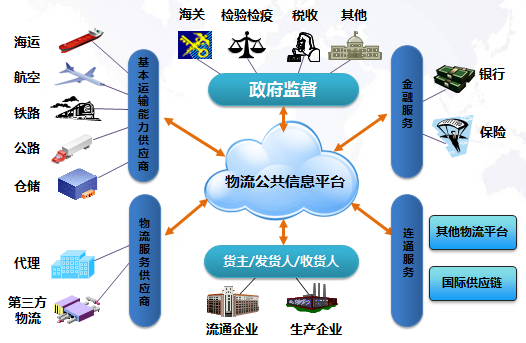 海关
检验检疫
税收
其他
海运
航空
铁路
公路
仓储
基本运输能力供应商
政府监督
金融服务
银行
保险
物流公共信息平台
代理
第三方
物流
物流服务供应商
货主/发货人/收货人
流通企业
生产企业
连通服务
其他物流平台
国际供应链